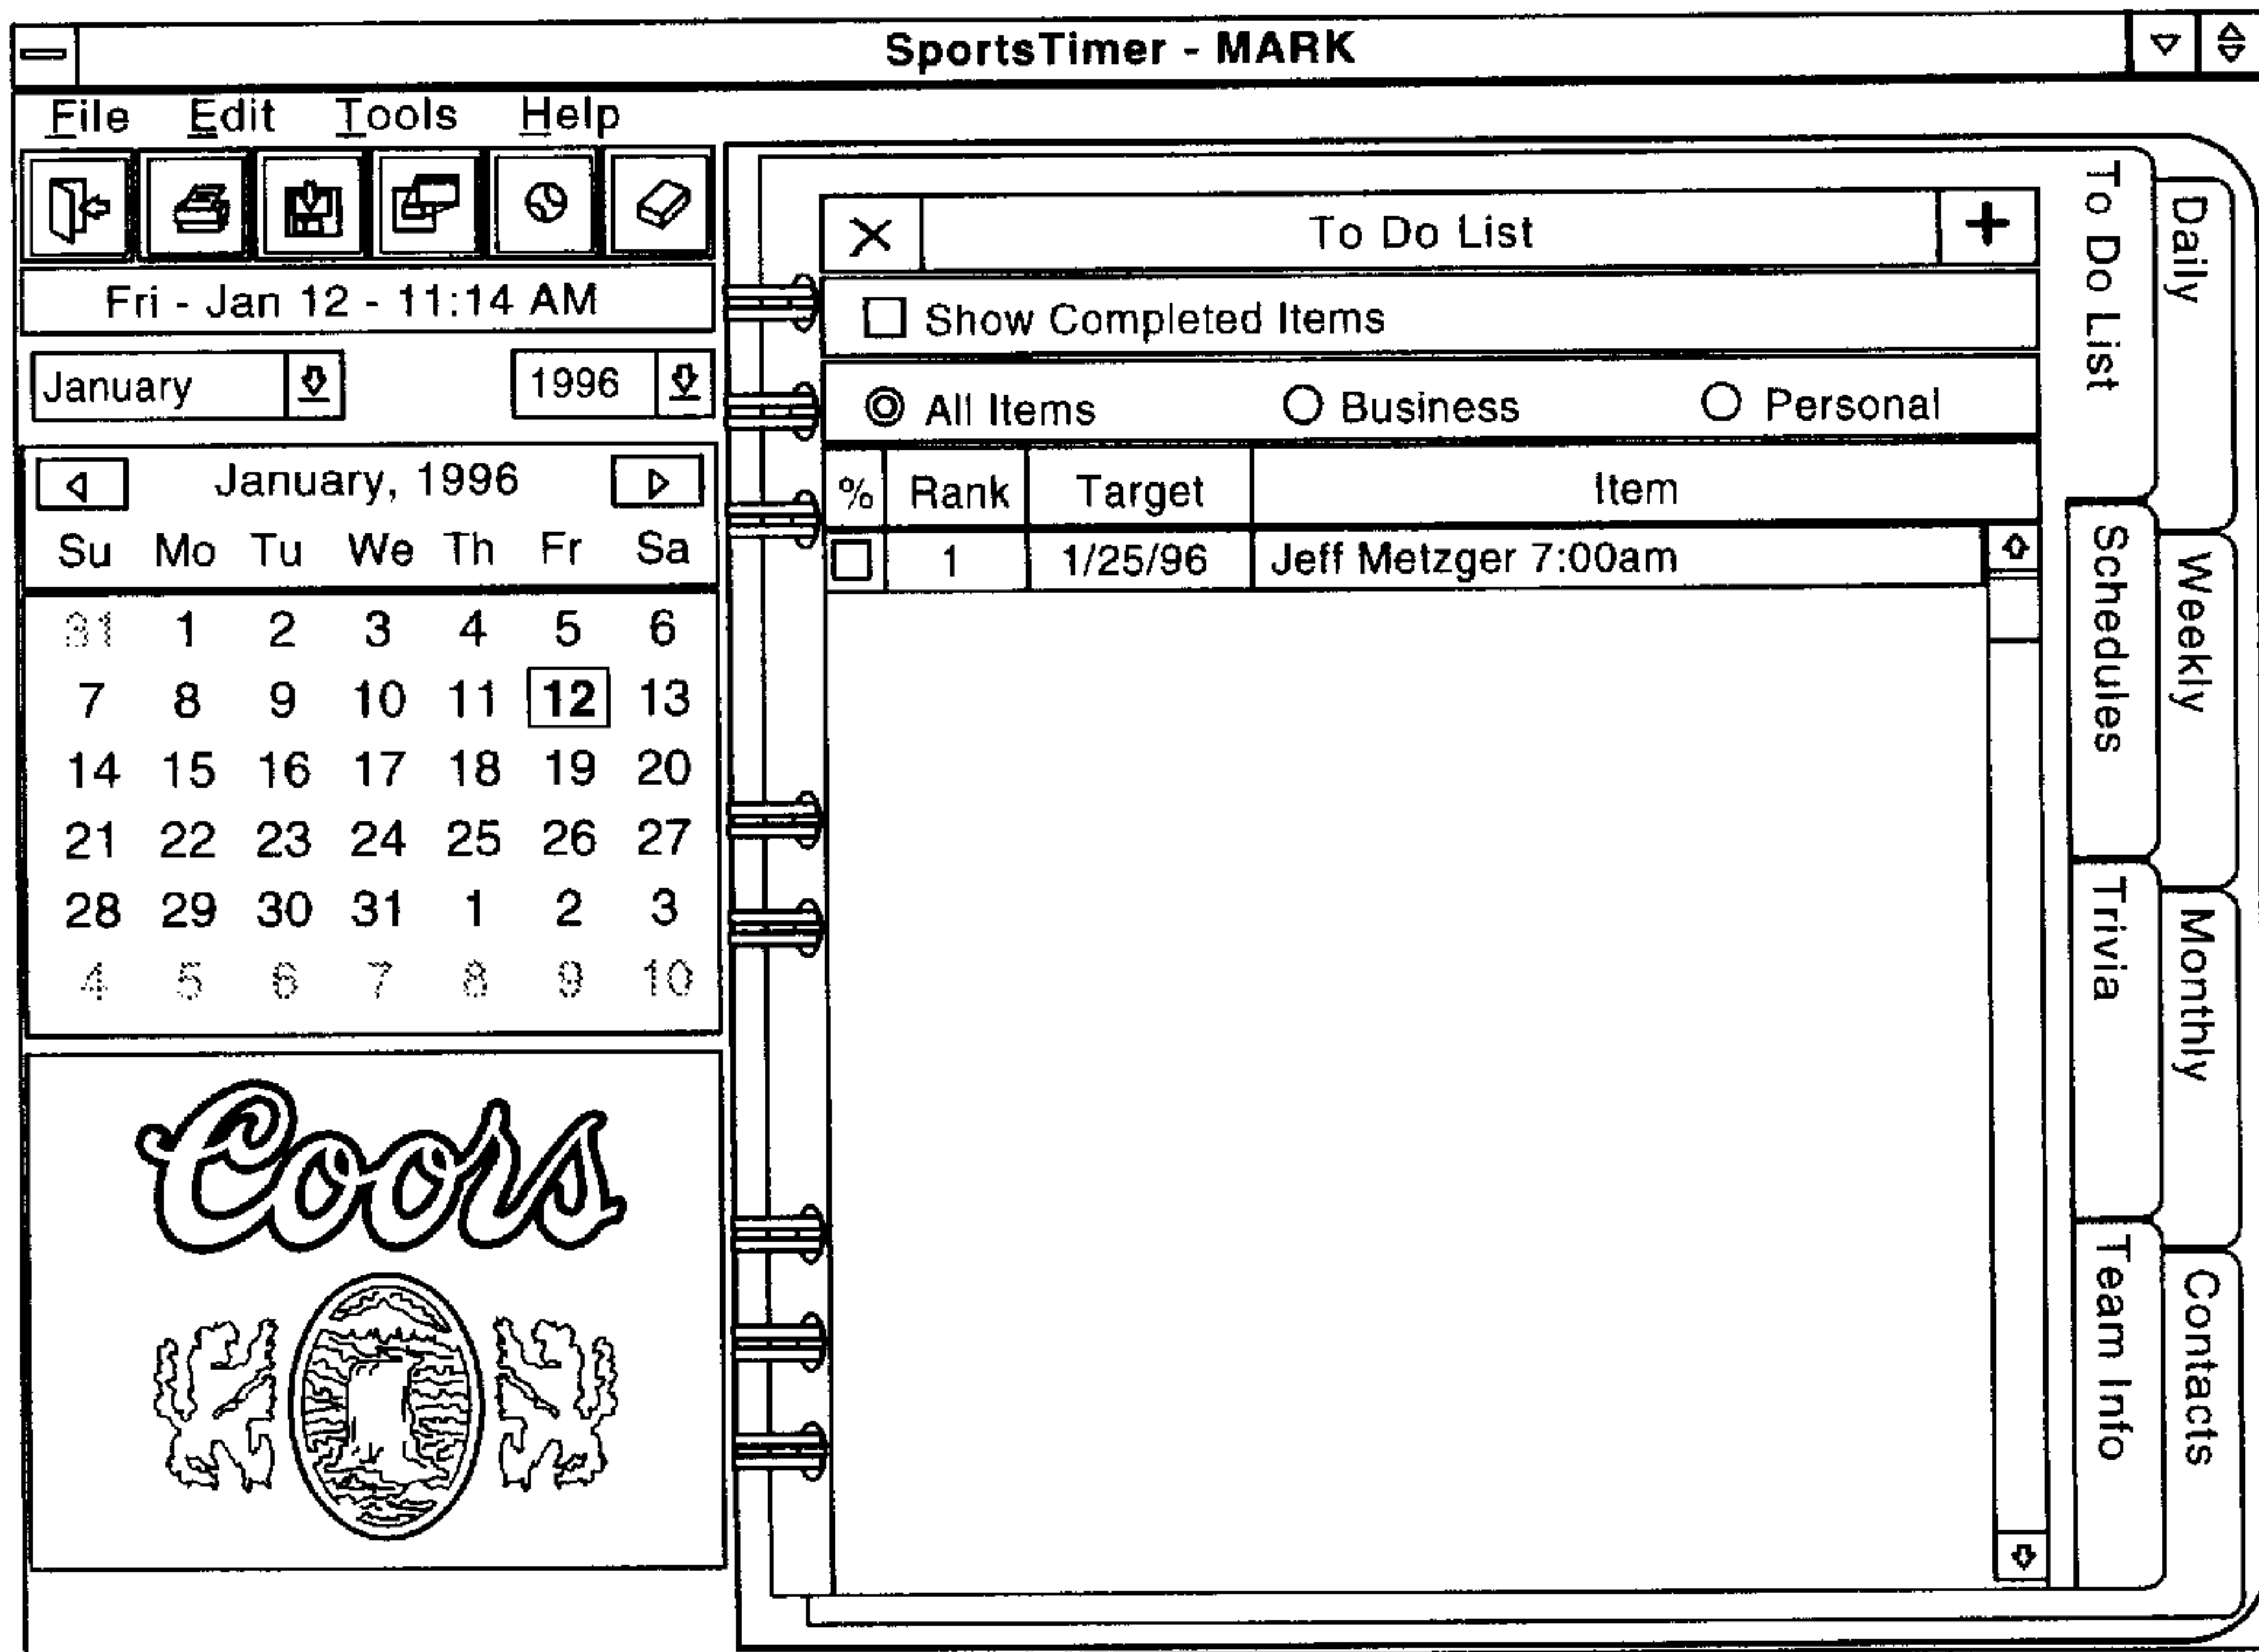 SportsTimer - MARK
File Edit Tools Help
Fri - Jan 12 - 11:14 AM
January 1996
January, 1996
Su Mo Tu We Th Fr Sa
31 1 2 3 4 5 6
7 8 9 10 11 12 13
14 15 16 17 18 19 20
21 22 23 24 25 26 27
28 29 30 31 1 2 3
4 5 6 7 8 9 10
Coors
To Do List
Show Completed Items
All Items Business Personal
% Rank Target Item
1 1/25/96 Jeff Metzger 7:00am
To Do List
Schedules
Trivia
Team Info
Daily
Weekly
Monthly
Contacts